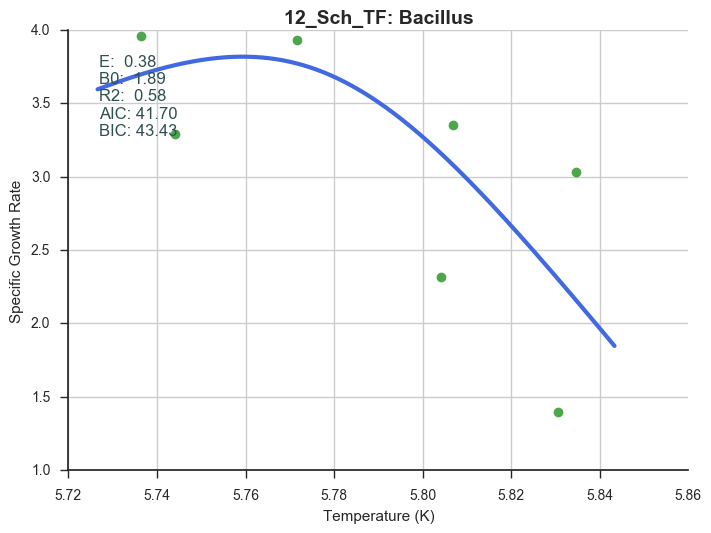 12_Sch_TF: Bacillus
4.0
3.5
3.0
2.5
2.0
1.5
1.0
Specific Growth Rate
E:  0.38
B0:  1.89
R2:  0.58
AIC: 41.70
BIC: 43.43
5.72 5.74 5.76 5.78 5.80 5.82 5.84 5.86
Temperature (K)